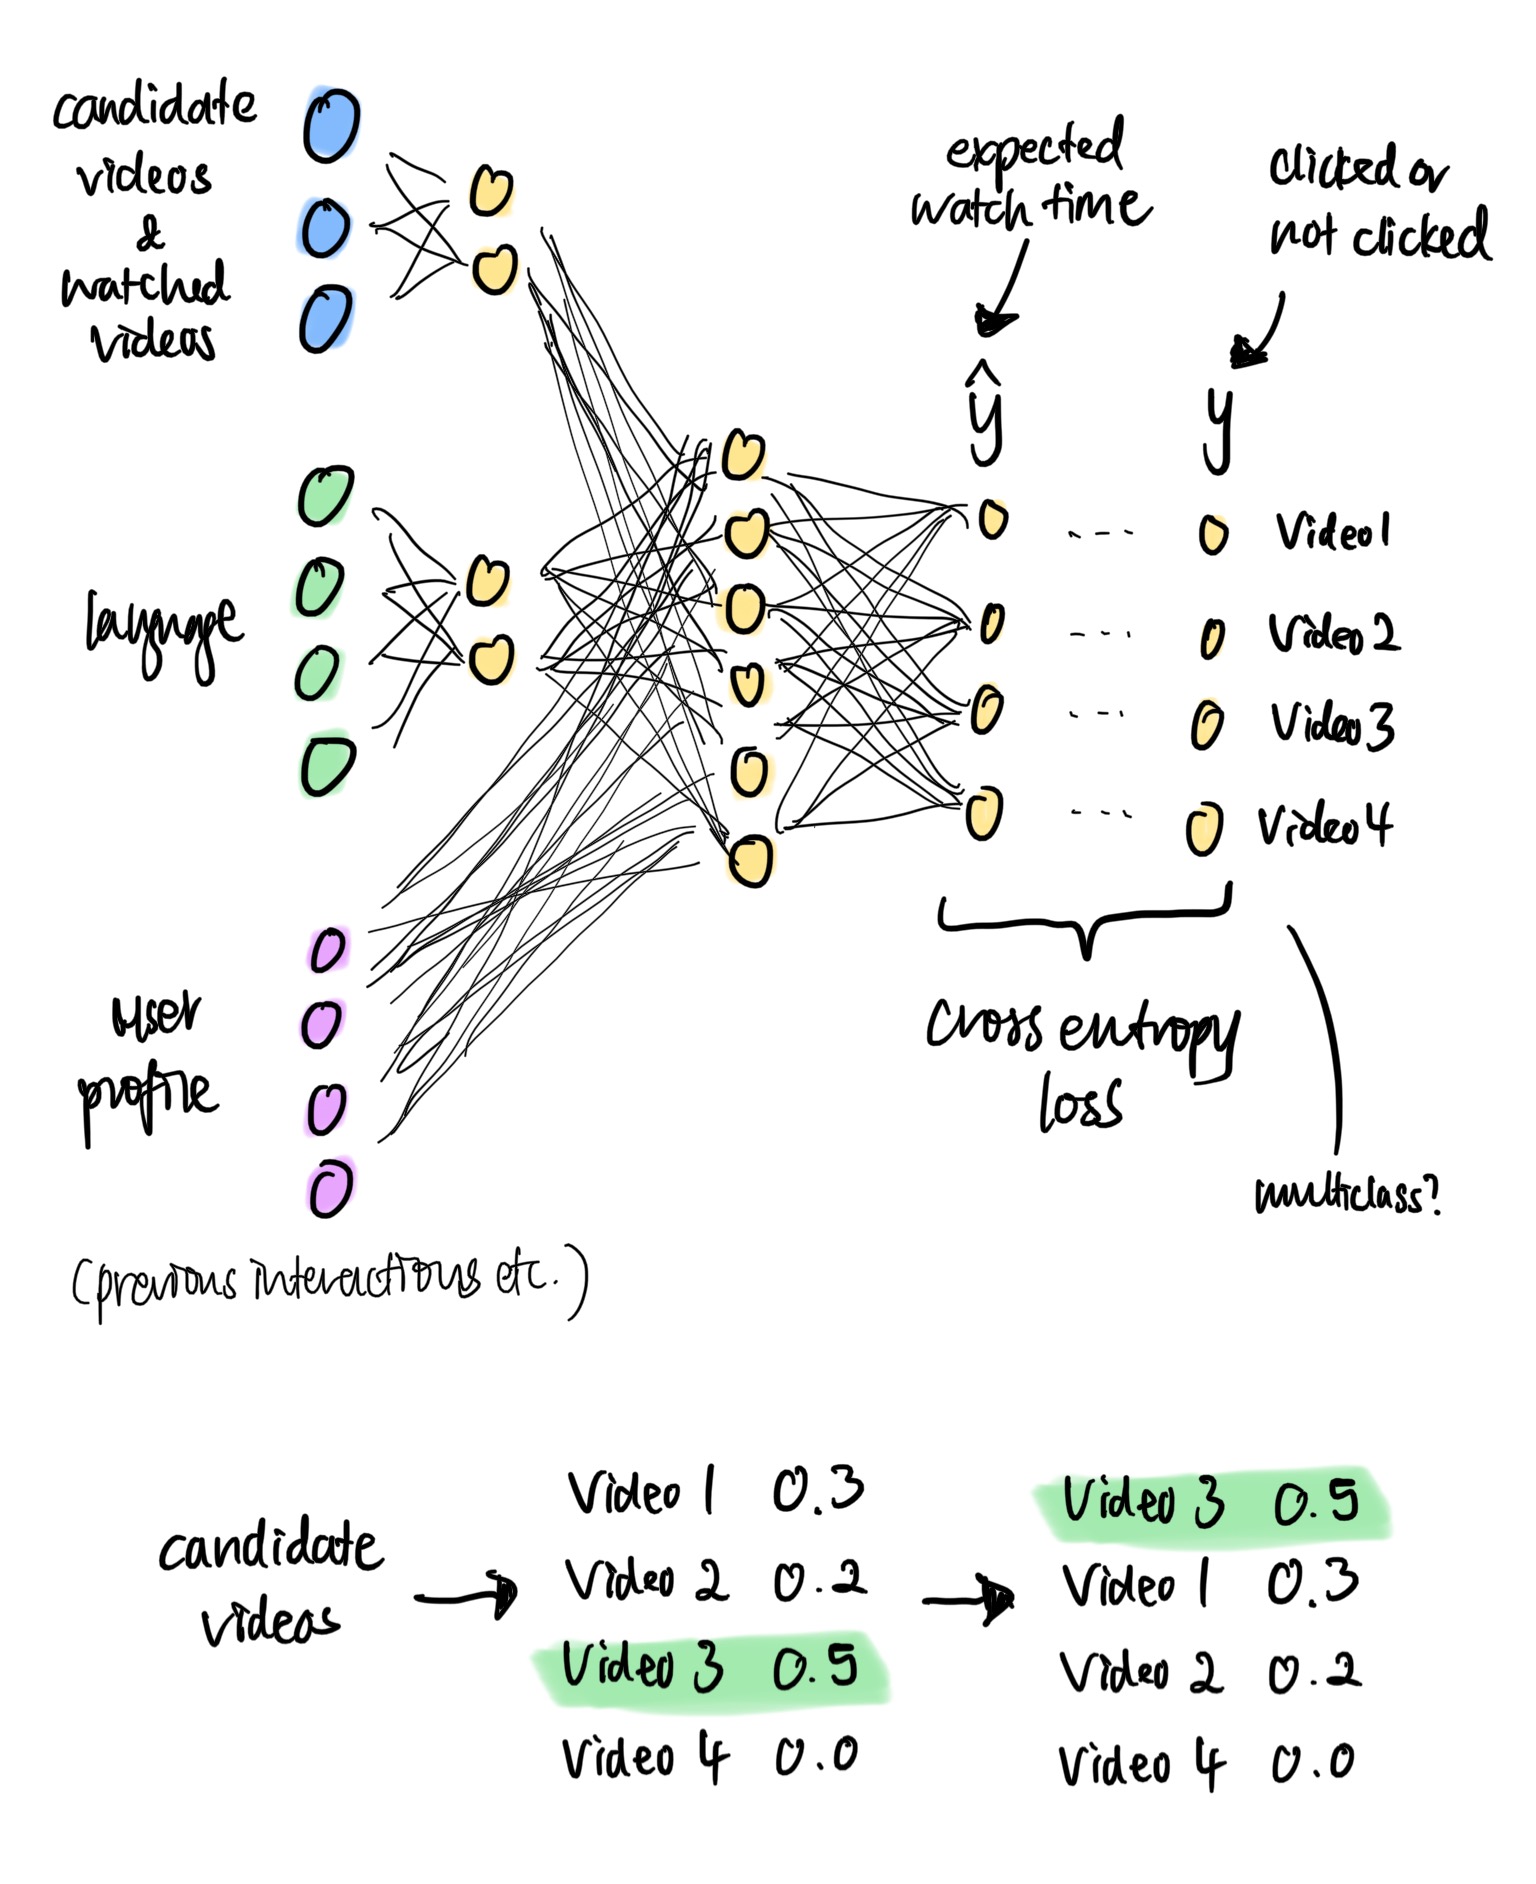 candidate
videos
&
watched
videos
language
user
profile
(previous interactions etc.)
expected
watch time
ŷ
clicked or
not clicked
y
Video 1
Video 2
Video 3
Video 4
cross entropy
loss
multiclass?
candidate
videos
Video 1 0.3
Video 2 0.2
Video 3 0.5
Video 4 0.0
Video 3 0.5
Video 1 0.3
Video 2 0.2
Video 4 0.0